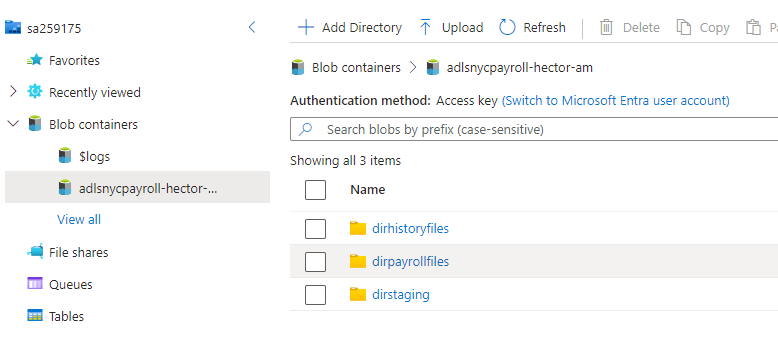 sa259175
Favorites
Recently viewed
Blob containers
$logs
adlsnycpayroll-hector-...
View all
File shares
Queues
Tables
Add Directory Upload Refresh Delete Copy Pa
Blob containers > adlsnycpayroll-hector-am
Authentication method: Access key (Switch to Microsoft Entra user account)
Search blobs by prefix (case-sensitive)
Showing all 3 items
Name
dirhistoryfiles
dirpayrollfiles
dirstaging